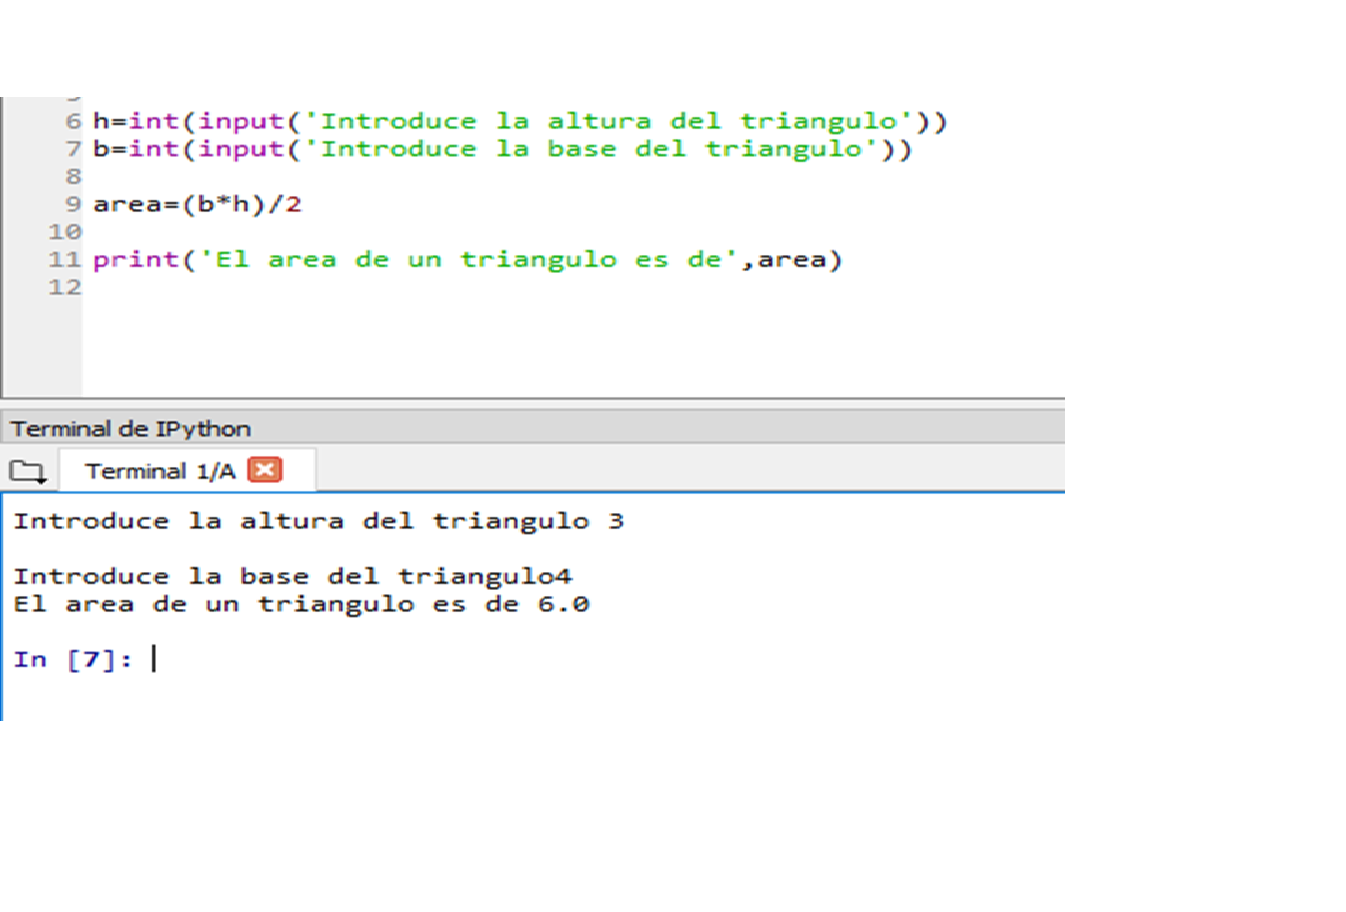 6 h=int(input('Introduce la altura del triangulo'))
7 b=int(input('Introduce la base del triangulo'))
8
9 area=(b*h)/2
10
11 print('El area de un triangulo es de',area)
12
Terminal de IPython
Terminal 1/A
Introduce la altura del triangulo 3
Introduce la base del triangulo4
El area de un triangulo es de 6.0
In [7]: